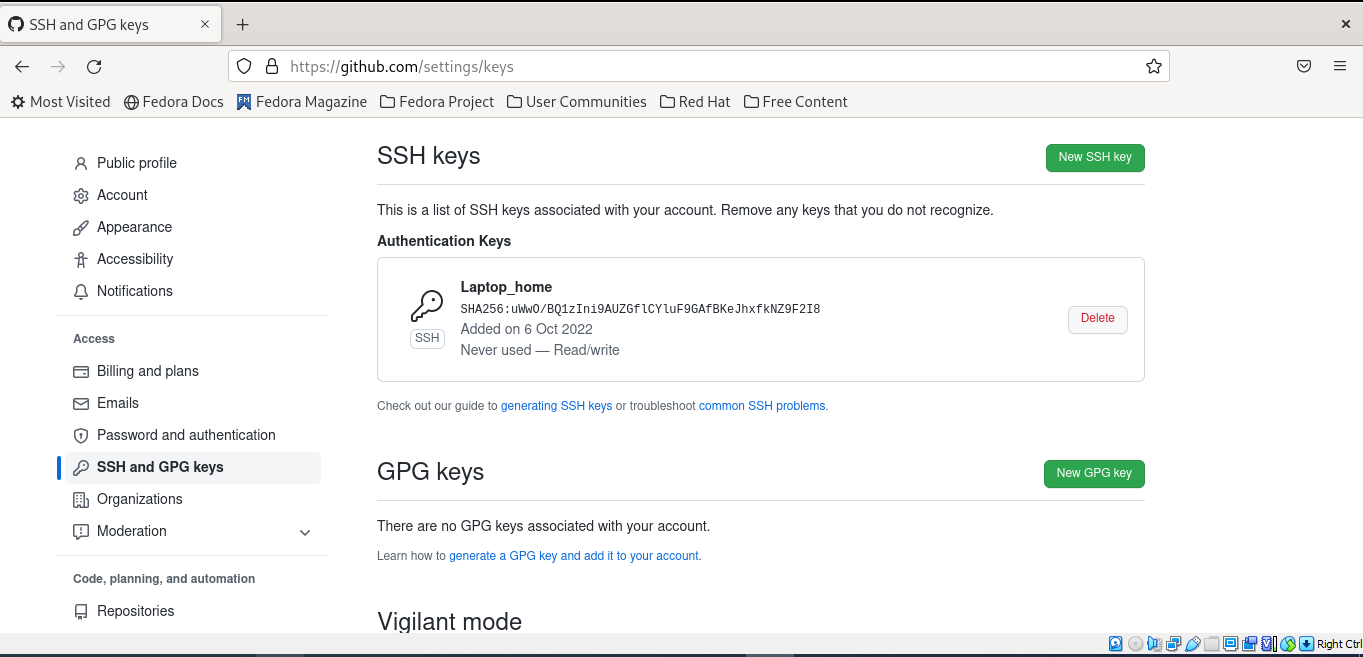 SSH and GPG keys
https://github.com/settings/keys
Most Visited Fedora Docs Fedora Magazine Fedora Project User Communities Red Hat Free Content
Public profile
Account
Appearance
Accessibility
Notifications
Access
Billing and plans
Emails
Password and authentication
SSH and GPG keys
Organizations
Moderation
Code, planning, and automation
Repositories
SSH keys
New SSH key
This is a list of SSH keys associated with your account. Remove any keys that you do not recognize.
Authentication Keys
Laptop_home
SHA256:uWwO/BQ1zIni9AUZGflCYluF9GAfBKeJhxfkNZ9F2I8
Added on 6 Oct 2022
Never used — Read/write
SSH
Delete
Check out our guide to generating SSH keys or troubleshoot common SSH problems.
GPG keys
New GPG key
There are no GPG keys associated with your account.
Learn how to generate a GPG key and add it to your account.
Vigilant mode
Right Ctrl